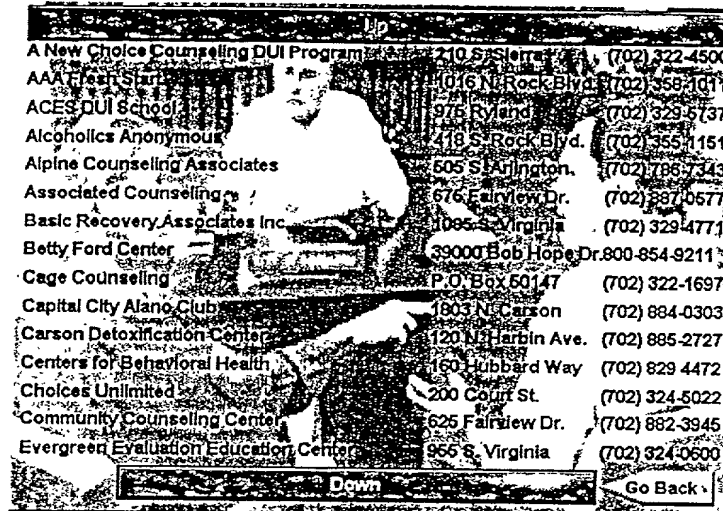 Up
A New Choice Counseling DUI Program 210 S. Sierra (702) 322-4500
AAA Fresh Start 1016 N. Rock Blvd. (702) 358-1011
ACES DUI School 975 Ryland (702) 329-5737
Alcoholics Anonymous 418 S. Rock Blvd. (702) 355-1151
Alpine Counseling Associates 505 S. Arlington. (702) 786-7343
Associated Counseling 676 Fairview Dr. (702) 887-0577
Basic Recovery Associates Inc 1085 S. Virginia (702) 329-4771
Betty Ford Center 39000 Bob Hope Dr. 800-854-9211
Cage Counseling P.O. Box 50147 (702) 322-1697
Capital City Alano Club 1803 N. Carson (702) 884-0303
Carson Detoxification Center 120 N. Harbin Ave. (702) 885-2727
Centers for Behavioral Health 160 Hubbard Way (702) 829 4472
Choices Unlimited 200 Court St. (702) 324-5022
Community Counseling Center 625 Fairview Dr. (702) 882-3945
Evergreen Evaluation Education Center 955 S. Virginia (702) 324-0600
Down
Go Back